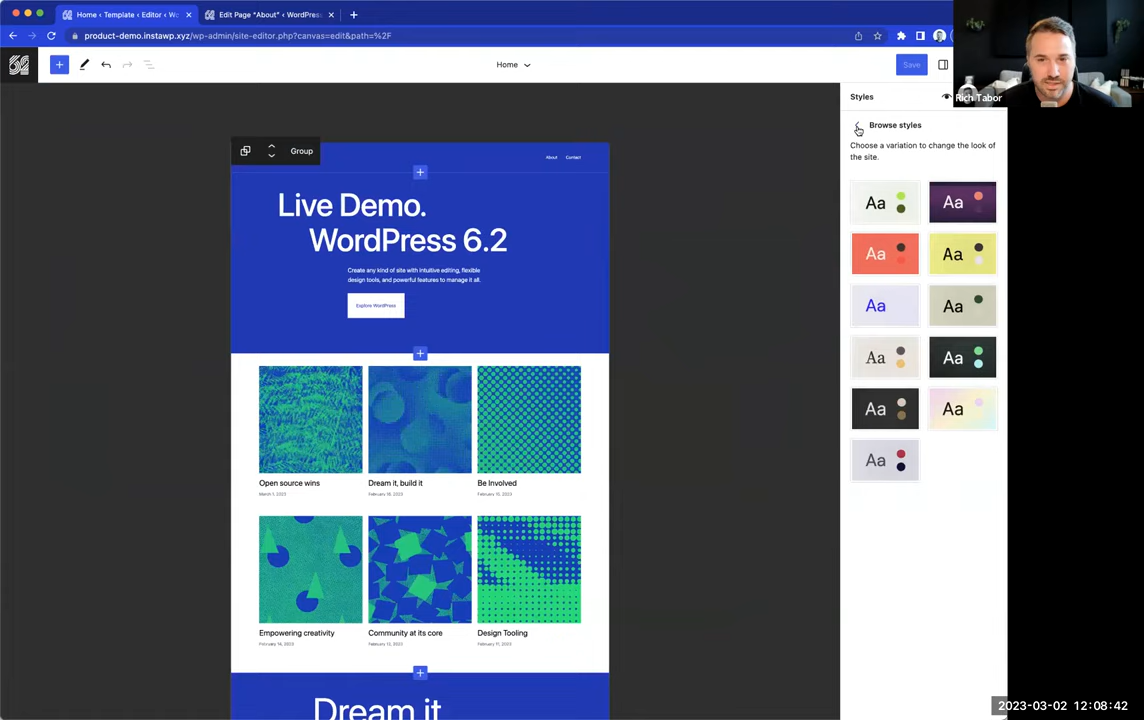 Home ‹ Template ‹ Editor ‹ W
Edit Page "About" ‹ WordPress
product-demo.instawp.xyz/wp-admin/site-editor.php?canvas=edit&path=%2F
Home
Save
Styles
Rich Tabor
Browse styles
Choose a variation to change the look of
the site.
Group
About Contact
Live Demo.
WordPress 6.2
Create any kind of site with intuitive editing, flexible
design tools, and powerful features to manage it all.
Explore WordPress
Aa Aa
Aa Aa
Aa Aa
Aa Aa
Aa Aa
Aa
Open source wins Dream it, build it Be Involved
March 1, 2023
Empowering creativity Community at its core Design Tooling
Dream it
2023-03-02 12:08:42